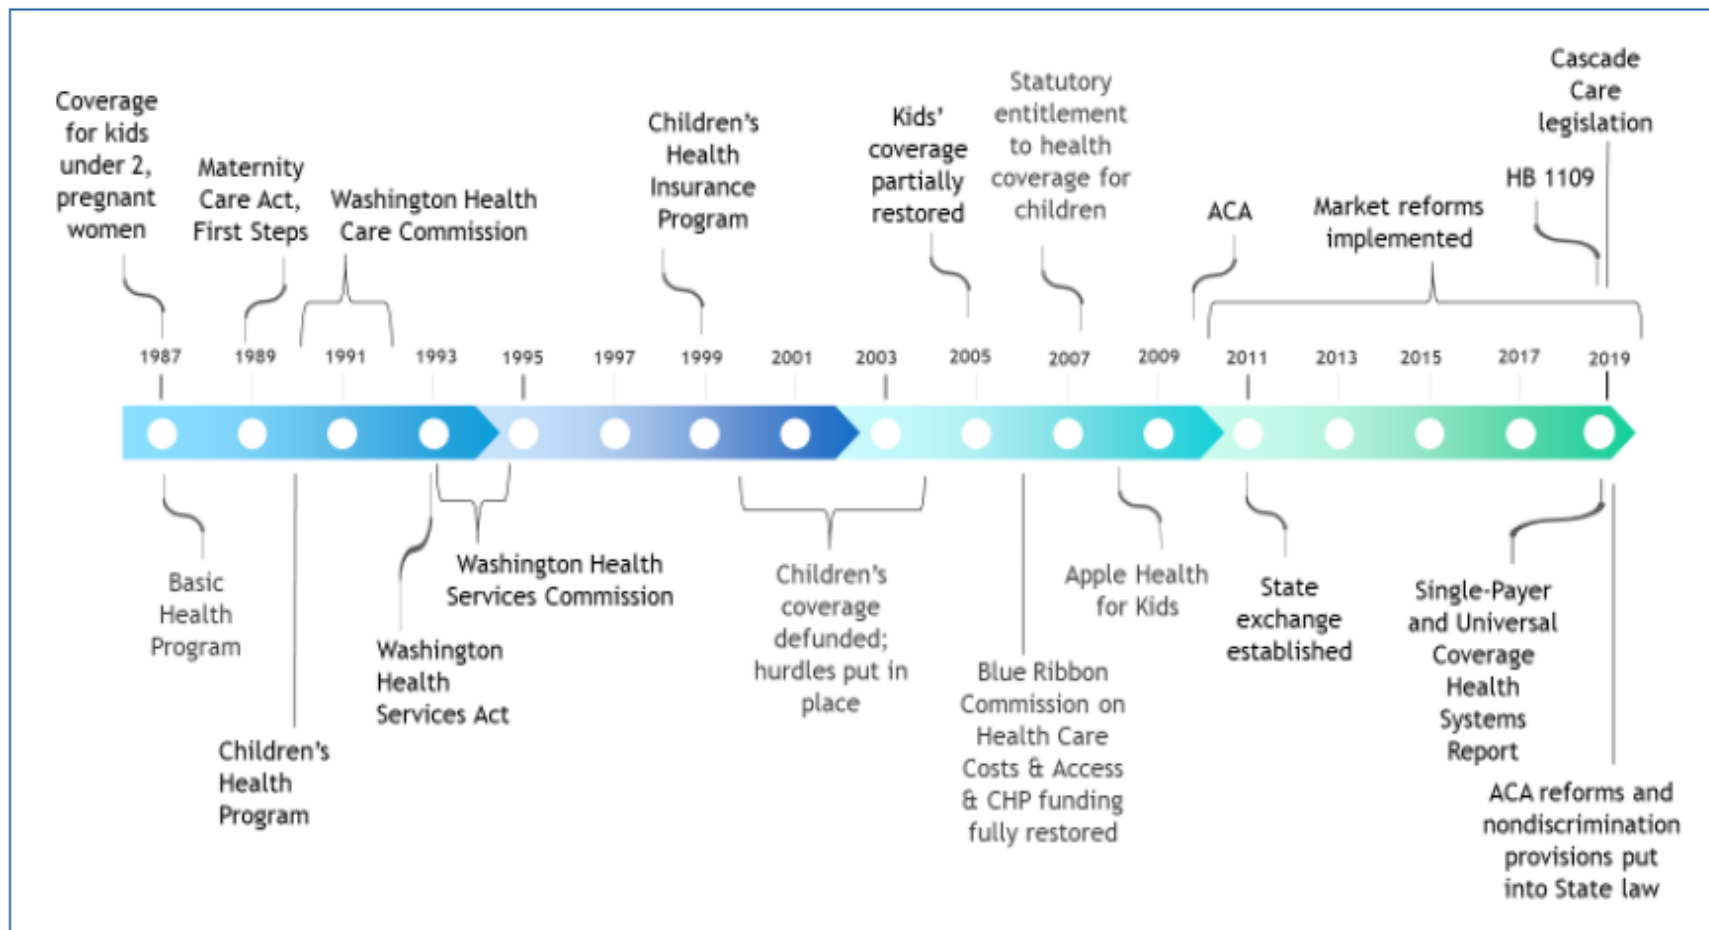 Coverage
for kids
under 2,
pregnant
women
Maternity
Care Act,
First Steps
Washington Health
Care Commission
Children's
Health
Insurance
Program
Kids'
coverage
partially
restored
Statutory
entitlement
to health
coverage for
children
ACA
Market reforms
implemented
HB 1109
Cascade
Care
legislation
1987
1989
1991
1993
1995
1997
1999
2001
2003
2005
2007
2009
2011
2013
2015
2017
2019
Basic
Health
Program
Children's
Health
Program
Washington
Health
Services Act
Washington Health
Services Commission
Children's
coverage
defunded;
hurdles put in
place
Blue Ribbon
Commission on
Health Care
Costs & Access
& CHP funding
fully restored
Apple Health
for Kids
State
exchange
established
Single-Payer
and Universal
Coverage
Health
Systems
Report
ACA reforms and
nondiscrimination
provisions put
into State law